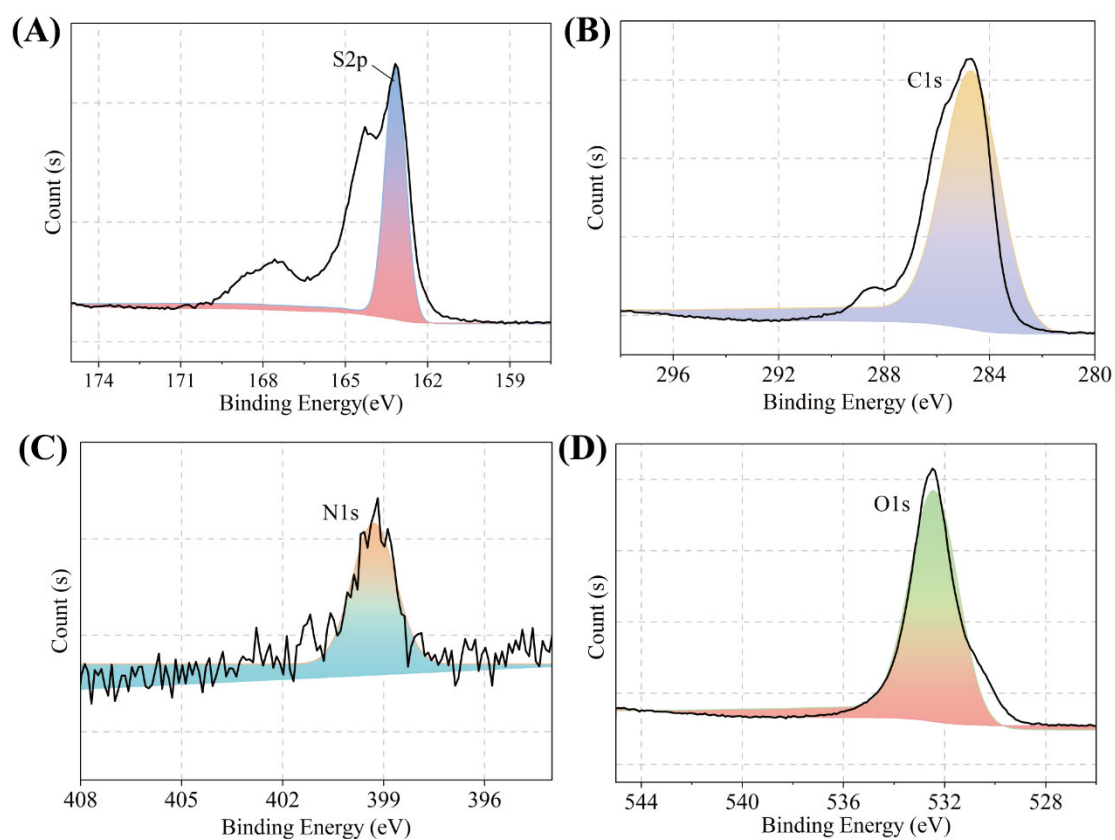 (A)
S2p
Count (s)
174 171 168 165 162 159
Binding Energy(eV)
(B)
C1s
Count (s)
296 292 288 284 280
Binding Energy (eV)
(C)
N1s
Count (s)
408 405 402 399 396
Binding Energy (eV)
(D)
O1s
Count (s)
544 540 536 532 528
Binding Energy (eV)